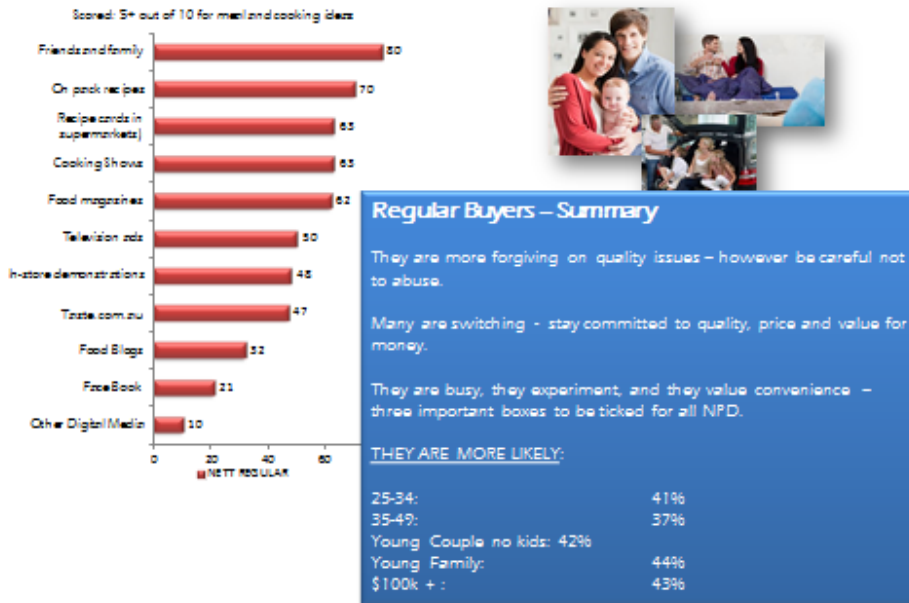 Scored: 5+ out of 10 for meal and cooking ideas
Friends and family
80
On pack recipes
70
Recipe cards in
supermarkets)
63
Cooking Shows
63
Food magazines
62
Television ads
50
In-store demonstrations
48
Taste.com.au
47
Food Blogs
32
FaceBook
21
Other Digital Media
10
0 20 40 60
NETT REGULAR
Regular Buyers – Summary
They are more forgiving on quality issues – however be careful not
to abuse.
Many are switching - stay committed to quality, price and value for
money.
They are busy, they experiment, and they value convenience –
three important boxes to be ticked for all NPD.
THEY ARE MORE LIKELY:
25-34: 41%
35-49: 37%
Young Couple no kids: 42%
Young Family: 44%
$100k + : 43%